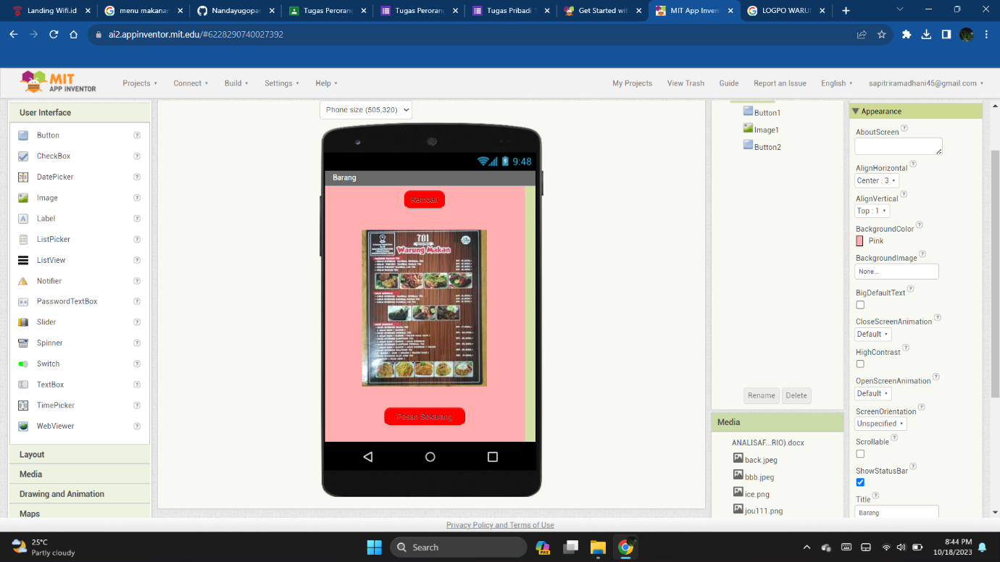 Landing Wifi.id
menu makanar
Nandayugopar
Tugas Perorang
Tugas Perorang
Tugas Pribadi
Get Started wit
MIT App Inven
LOGPO WARU
ai2.appinventor.mit.edu/#6228290740027392
MIT
APP INVENTOR
Projects
Connect
Build
Settings
Help
My Projects
View Trash
Guide
Report an Issue
English
sapitriramadhani45@gmail.com
User Interface
Button
CheckBox
DatePicker
Image
Label
ListPicker
ListView
Notifier
PasswordTextBox
Slider
Spinner
Switch
TextBox
TimePicker
WebViewer
Layout
Media
Drawing and Animation
Maps
Phone size (505,320)
9:48
Barang
Kembali
701
Warung Makan
Pesan Sekarang
Button1
Image1
Button2
Rename
Delete
Media
ANALISAF...RIO).docx
back.jpeg
bbb.jpeg
ice.png
jou111.png
Appearance
AboutScreen
AlignHorizontal
Center : 3
AlignVertical
Top : 1
BackgroundColor
Pink
BackgroundImage
None...
BigDefaultText
CloseScreenAnimation
Default
HighContrast
OpenScreenAnimation
Default
ScreenOrientation
Unspecified
Scrollable
ShowStatusBar
Title
Barang
Privacy Policy and Terms of Use
25°C
Partly cloudy
Search
PRE
8:44 PM
10/18/2023